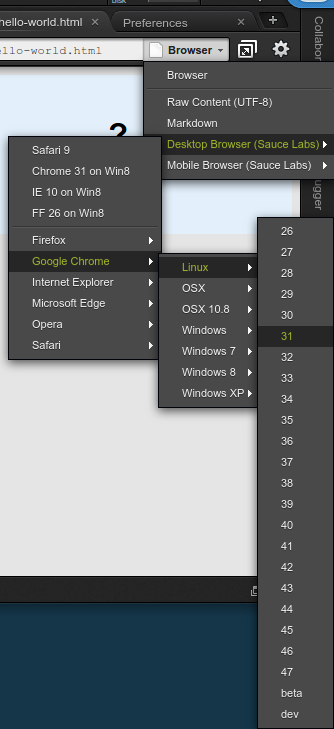 Disk
hello-world.html ×
Preferences ×
+
Collabor
ello-world.html
Browser
Browser
Raw Content (UTF-8)
Markdown
Desktop Browser (Sauce Labs)
Mobile Browser (Sauce Labs)
?
ugger
Safari 9
Chrome 31 on Win8
IE 10 on Win8
FF 26 on Win8
Firefox
Google Chrome
Internet Explorer
Microsoft Edge
Opera
Safari
Linux
OSX
OSX 10.8
Windows
Windows 7
Windows 8
Windows XP
26
27
28
29
30
31
32
33
34
35
36
37
38
39
40
41
42
43
44
45
46
47
beta
dev